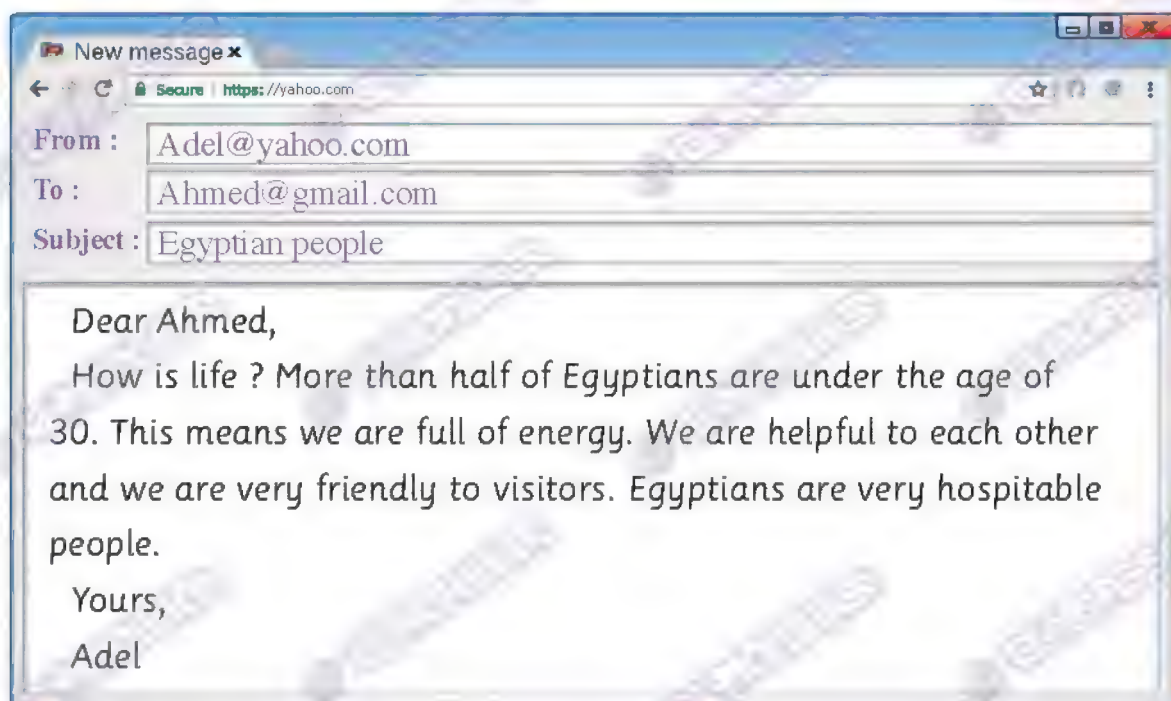 New message ×
Secure | https://yahoo.com
From : Adel@yahoo.com
To : Ahmed@gmail.com
Subject : Egyptian people
Dear Ahmed,
How is life ? More than half of Egyptians are under the age of
30. This means we are full of energy. We are helpful to each other
and we are very friendly to visitors. Egyptians are very hospitable
people.
Yours,
Adel